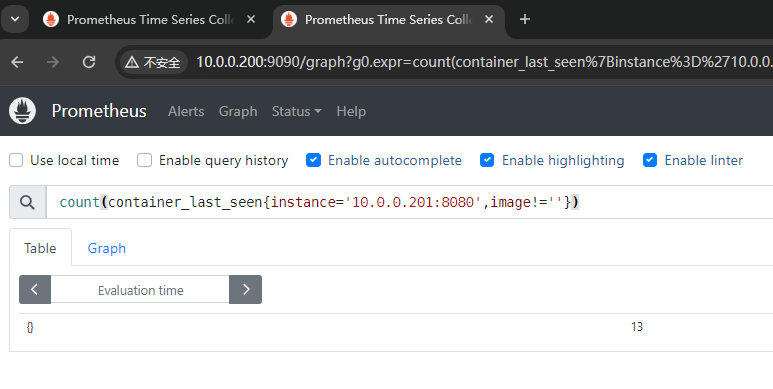 Prometheus Time Series Colle
Prometheus Time Series Colle
不安全
10.0.0.200:9090/graph?g0.expr=count(container_last_seen%7Binstance%3D%2710.0.0.
Prometheus Alerts Graph Status Help
Use local time Enable query history Enable autocomplete Enable highlighting Enable linter
count(container_last_seen{instance='10.0.0.201:8080',image!=''})
Table Graph
Evaluation time
{} 13